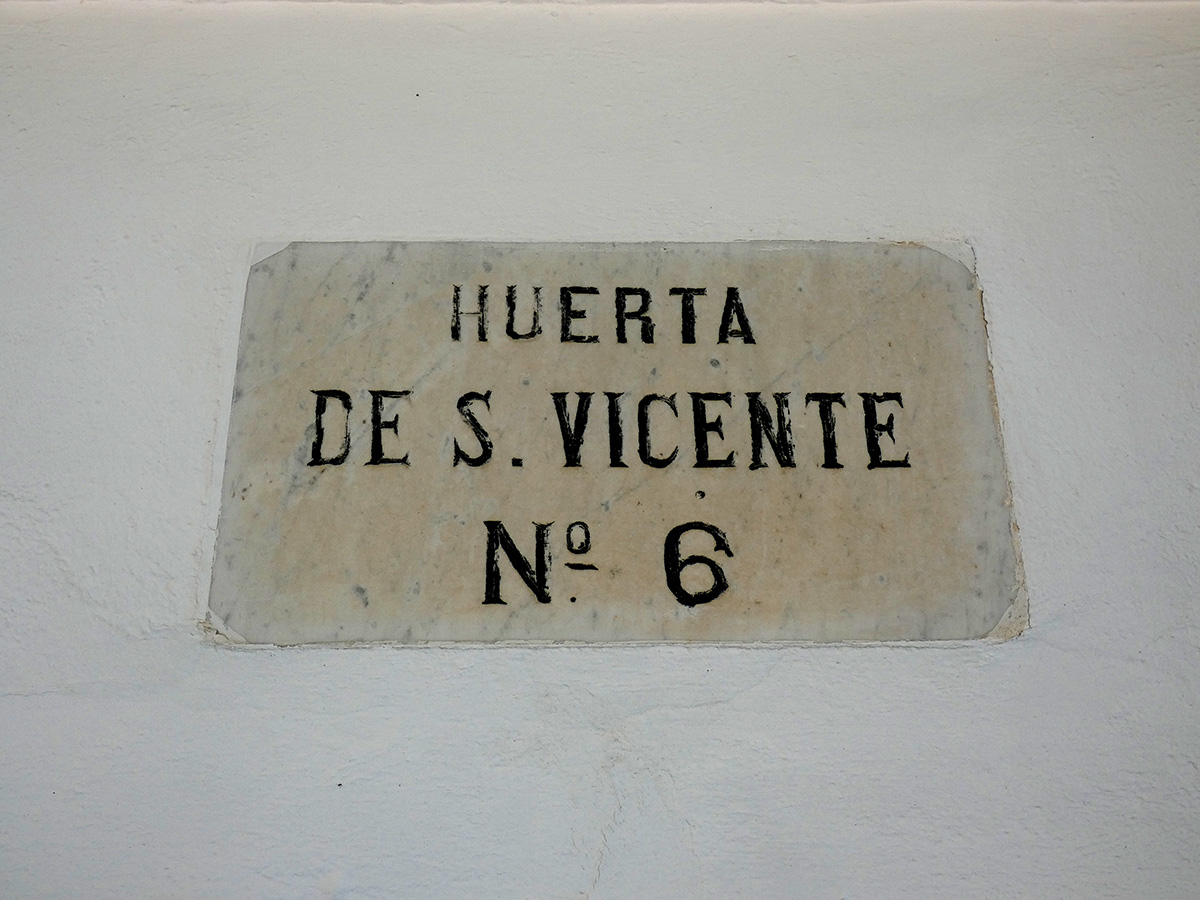 HUERTA
DE S. VICENTE
Nº 6